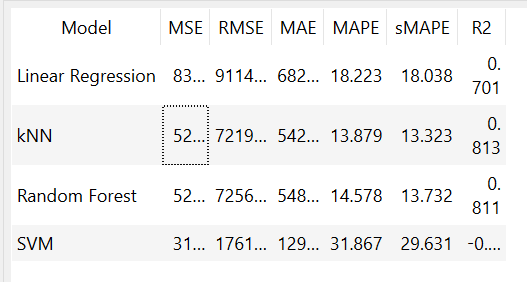 Model MSE RMSE MAE MAPE sMAPE R2
Linear Regression 83... 9114... 682... 18.223 18.038 0.
701
kNN 52... 7219... 542... 13.879 13.323 0.
813
Random Forest 52... 7256... 548... 14.578 13.732 0.
811
SVM 31... 1761... 129... 31.867 29.631 -0....